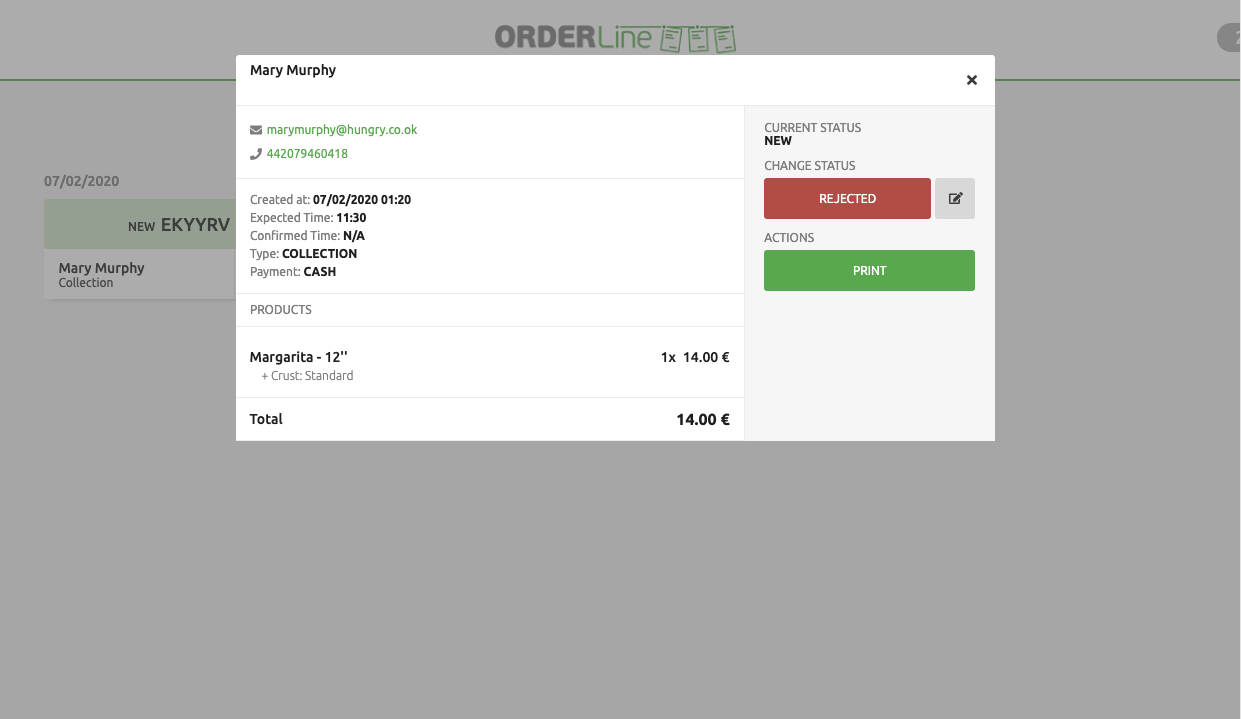 ORDERLine
2
Mary Murphy
marymurphy@hungry.co.ok
442079460418
CURRENT STATUS
NEW
CHANGE STATUS
REJECTED
ACTIONS
PRINT
07/02/2020
NEW EKYYRV
Mary Murphy
Collection
Created at: 07/02/2020 01:20
Expected Time: 11:30
Confirmed Time: N/A
Type: COLLECTION
Payment: CASH
PRODUCTS
Margarita - 12'' 1x 14.00 €
+ Crust: Standard
Total 14.00 €